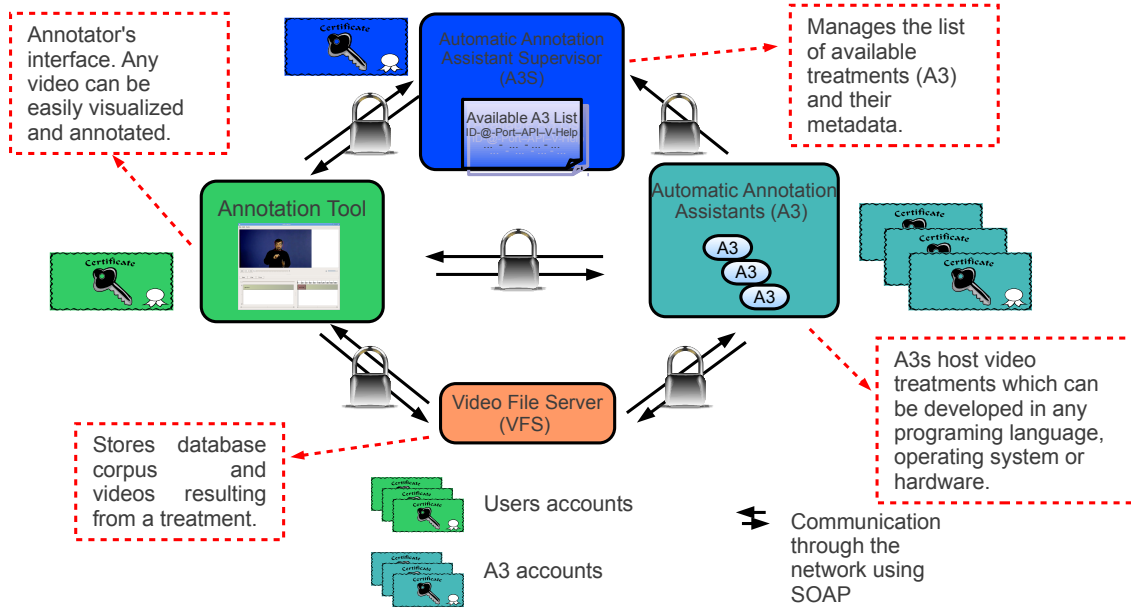 Annotator's
interface. Any
video can be
easily visualized
and annotated.
Certificate
Automatic Annotation
Assistant Supervisor
(A3S)
Available A3 List
ID-@-Port–API–V-Help
... - ... - ... - ...
Manages the list
of available
treatments (A3)
and their
metadata.
Annotation Tool
Automatic Annotation
Assistants (A3)
A3
A3
A3
Certificate
Certificate
Certificate
Certificate
Video File Server
(VFS)
A3s host video
treatments which can
be developed in any
programing language,
operating system or
hardware.
Stores database
corpus and
videos resulting
from a treatment.
Users accounts
A3 accounts
Communication
through the
network using
SOAP